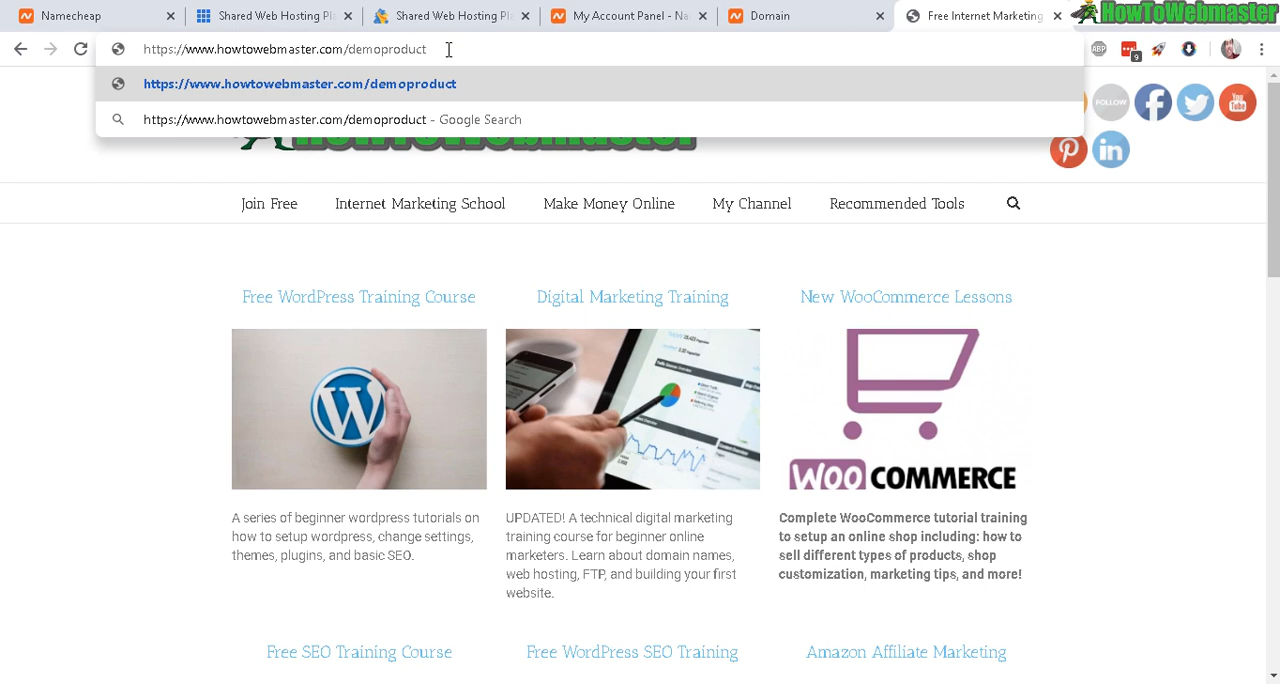 Namecheap
Shared Web Hosting Pl
Shared Web Hosting Pl
My Account Panel - Na
Domain
Free Internet Marketing
HowToWebmaster
https://www.howtowebmaster.com/demoproduct
ABP
9
https://www.howtowebmaster.com/demoproduct
https://www.howtowebmaster.com/demoproduct - Google Search
FOLLOW
You Tube
HowToWebmaster
Join Free
Internet Marketing School
Make Money Online
My Channel
Recommended Tools
Free WordPress Training Course
Digital Marketing Training
New WooCommerce Lessons
WOO COMMERCE
A series of beginner wordpress tutorials on
how to setup wordpress, change settings,
themes, plugins, and basic SEO.
UPDATED! A technical digital marketing
training course for beginner online
marketers. Learn about domain names,
web hosting, FTP, and building your first
website.
Complete WooCommerce tutorial training
to setup an online shop including: how to
sell different types of products, shop
customization, marketing tips, and more!
Free SEO Training Course
Free WordPress SEO Training
Amazon Affiliate Marketing